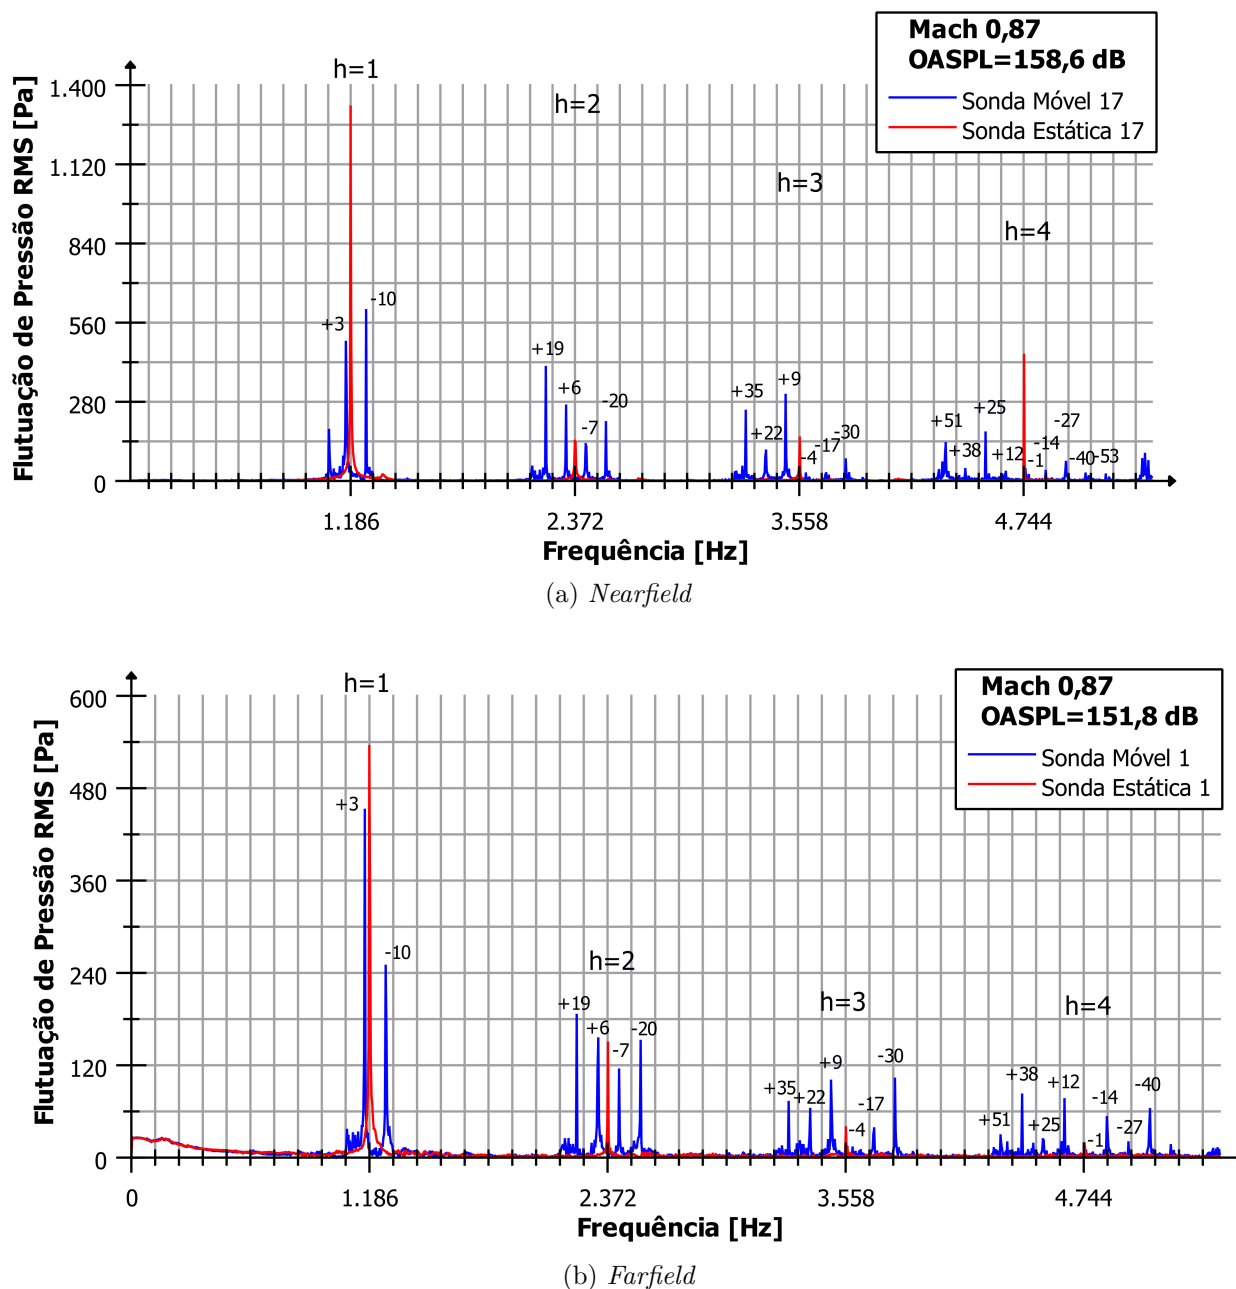 Mach 0,87
OASPL=158,6 dB
Sonda Móvel 17
Sonda Estática 17
Flutuação de Pressão RMS [Pa]
1.400
1.120
840
560
280
0
h=1
h=2
h=3
h=4
+3
-10
+19
+6
-7
-20
+35
+22
+9
-4
-17
-30
+51
+38
+25
+12
-1
-14
-27
-40
-53
1.186
2.372
3.558
4.744
Frequência [Hz]
(a) Nearfield
Mach 0,87
OASPL=151,8 dB
Sonda Móvel 1
Sonda Estática 1
Flutuação de Pressão RMS [Pa]
600
480
360
240
120
0
h=1
h=2
h=3
h=4
+3
-10
+19
+6
-7
-20
+35
+22
+9
-4
-17
-30
+51
+38
+25
+12
-1
-14
-27
-40
0
1.186
2.372
3.558
4.744
Frequência [Hz]
(b) Farfield